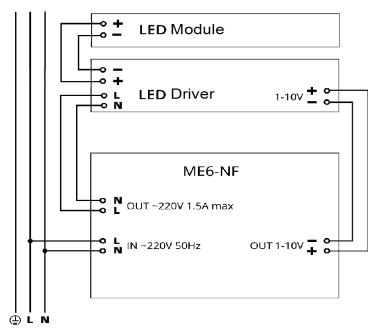 + LED Module
−
− LED Driver
+
L 1-10V +
N −
ME6-NF
N OUT ~220V 1.5A max
L
L IN ~220V 50Hz OUT 1-10V −
N +
L N